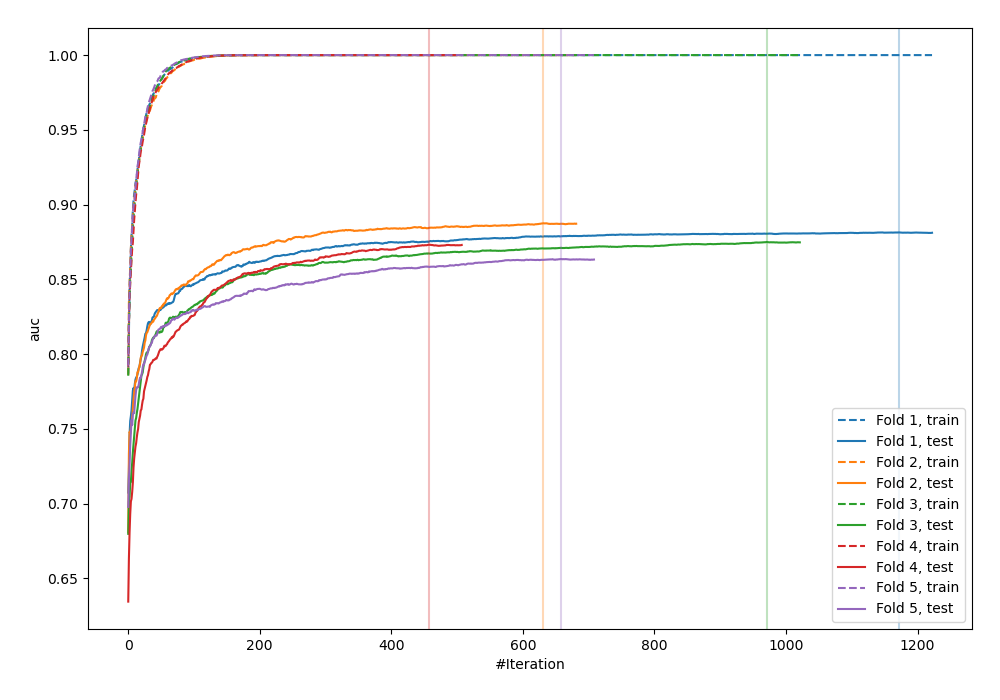 1.00
0.95
0.90
0.85
0.80
0.75
0.70
0.65
auc
0
200
400
600
800
1000
1200
#Iteration
Fold 1, train
Fold 1, test
Fold 2, train
Fold 2, test
Fold 3, train
Fold 3, test
Fold 4, train
Fold 4, test
Fold 5, train
Fold 5, test